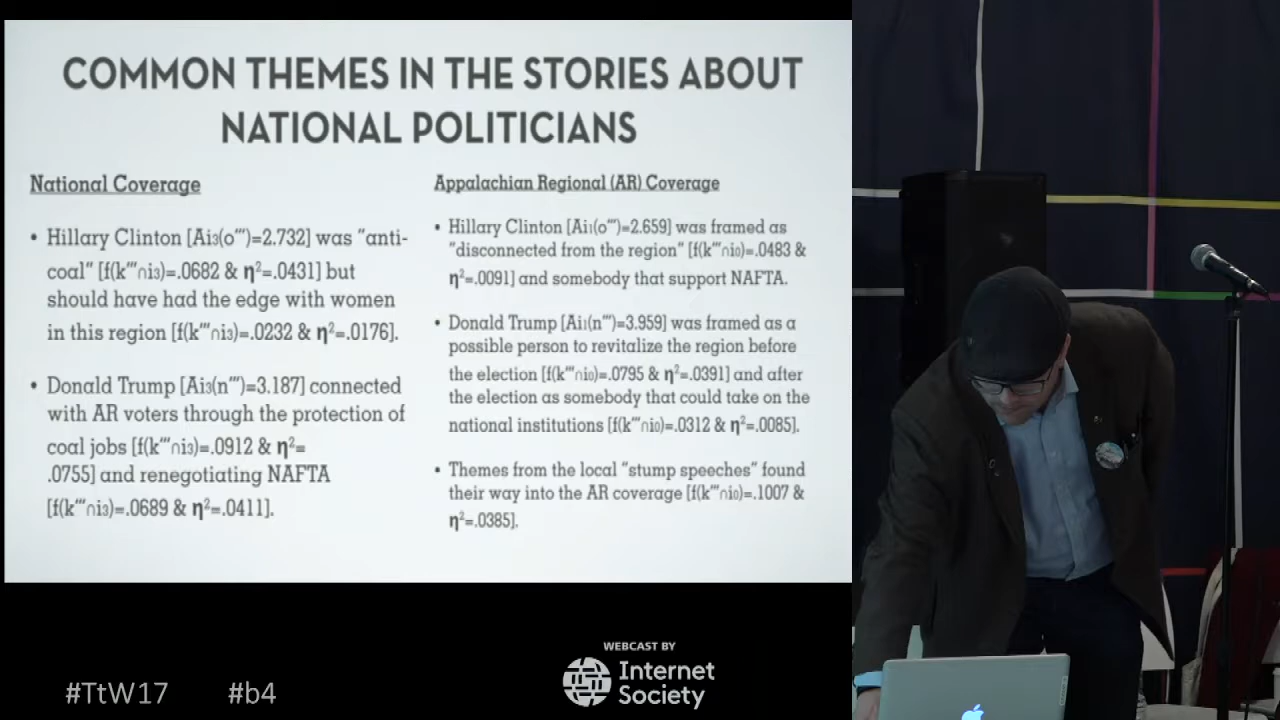 COMMON THEMES IN THE STORIES ABOUT
NATIONAL POLITICIANS
National Coverage
• Hillary Clinton [Ai₃(o‴)=2.732] was "anti-
coal" [f(k‴∩i₃)=.0682 & η²=.0431] but
should have had the edge with women
in this region [f(k‴∩i₃)=.0232 & η²=.0176].
• Donald Trump [Ai₃(n‴)=3.187] connected
with AR voters through the protection of
coal jobs [f(k‴∩i₃)=.0912 & η²=
.0755] and renegotiating NAFTA
[f(k‴∩i₃)=.0689 & η²=.0411].
Appalachian Regional (AR) Coverage
• Hillary Clinton [Ai₁(o‴)=2.659] was framed as
"disconnected from the region" [f(k‴∩i₀)=.0483 &
η²=.0091] and somebody that support NAFTA.
• Donald Trump [Ai₁(n‴)=3.959] was framed as a
possible person to revitalize the region before
the election [f(k‴∩i₀)=.0795 & η²=.0391] and after
the election as somebody that could take on the
national institutions [f(k‴∩i₀)=.0312 & η²=.0085].
• Themes from the local "stump speeches" found
their way into the AR coverage [f(k‴∩i₀)=.1007 &
η²=.0385].
#TtW17 #b4
WEBCAST BY
Internet
Society